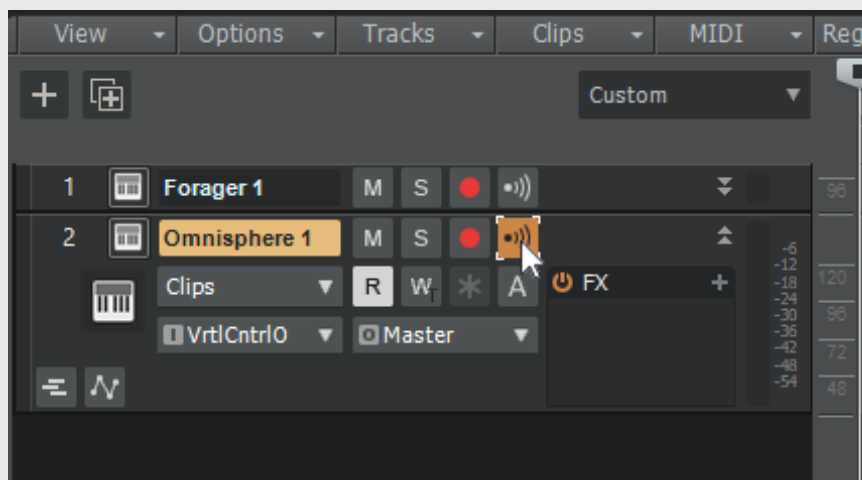 View Options Tracks Clips MIDI Reg
Custom
1 Forager 1 M S
96
2 Omnisphere 1 M S
Clips R W T * A FX +
I VrtlCntrlO O Master
-6
-12
-18
-24
-30
-36
-42
-48
-54
120
96
72
48